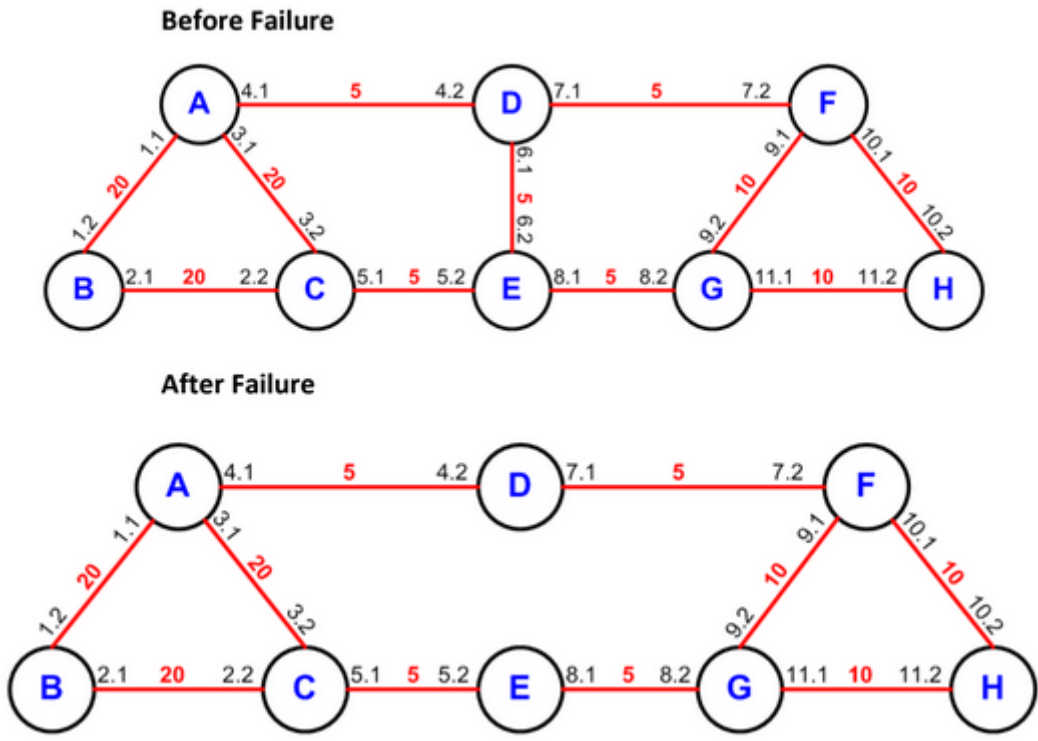 Before Failure
A 4.1 5 4.2 D 7.1 5 7.2 F
1.1 3.1 6.1 9.1 10.1
20 20 5 10 10
1.2 3.2 6.2 9.2 10.2
B 2.1 20 2.2 C 5.1 5 5.2 E 8.1 5 8.2 G 11.1 10 11.2 H
After Failure
A 4.1 5 4.2 D 7.1 5 7.2 F
1.1 3.1 9.1 10.1
20 20 10 10
1.2 3.2 9.2 10.2
B 2.1 20 2.2 C 5.1 5 5.2 E 8.1 5 8.2 G 11.1 10 11.2 H